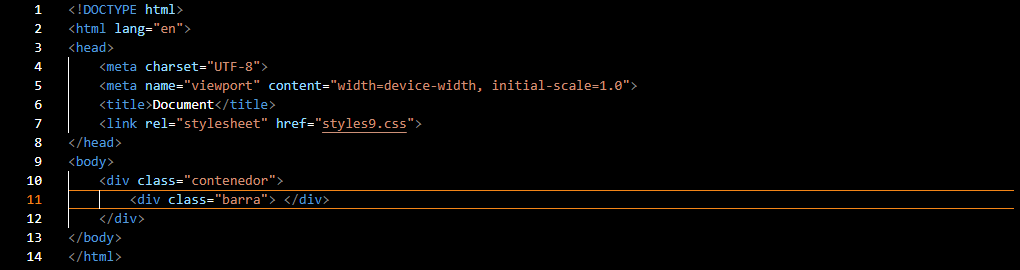 1 <!DOCTYPE html>
2 <html lang="en">
3 <head>
4 <meta charset="UTF-8">
5 <meta name="viewport" content="width=device-width, initial-scale=1.0">
6 <title>Document</title>
7 <link rel="stylesheet" href="styles9.css">
8 </head>
9 <body>
10 <div class="contenedor">
11 <div class="barra"> </div>
12 </div>
13 </body>
14 </html>